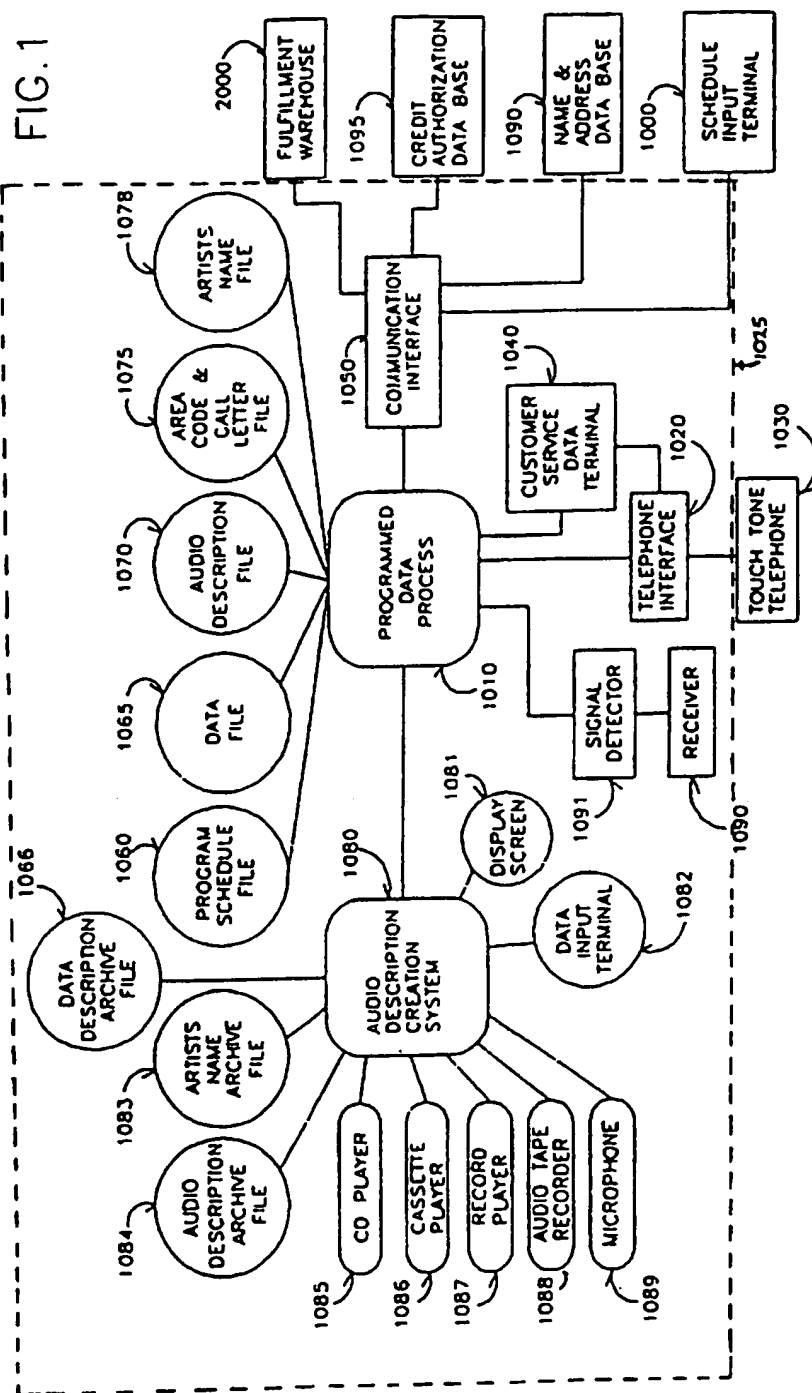 FIG. 1
1084
AUDIO
DESCRIPTION
ARCHIVE
FILE
1083
ARTISTS
NAME
ARCHIVE
FILE
1066
DATA
DESCRIPTION
ARCHIVE
FILE
1060
PROGRAM
SCHEDULE
FILE
1065
DATA
FILE
1070
AUDIO
DESCRIPTION
FILE
1075
AREA
CODE &
CALL
LETTER
FILE
1078
ARTISTS
NAME
FILE
2000
FULFILLMENT
WAREHOUSE
1095
CREDIT
AUTHORIZATION
DATA BASE
1090
NAME &
ADDRESS
DATA BASE
1000
SCHEDULE
INPUT
TERMINAL
1050
COMMUNICATION
INTERFACE
PROGRAMMED
DATA
PROCESS
1010
1080
AUDIO
DESCRIPTION
CREATION
SYSTEM
CD PLAYER
1085
CASSETTE
PLAYER
1086
RECORD
PLAYER
1087
AUDIO TAPE
RECORDER
1088
MICROPHONE
1089
1081
DISPLAY
SCREEN
DATA
INPUT
TERMINAL
1082
SIGNAL
DETECTOR
1091
RECEIVER
1090
1040
CUSTOMER
SERVICE
DATA
TERMINAL
1020
TELEPHONE
INTERFACE
1025
1030
TOUCH TONE
TELEPHONE